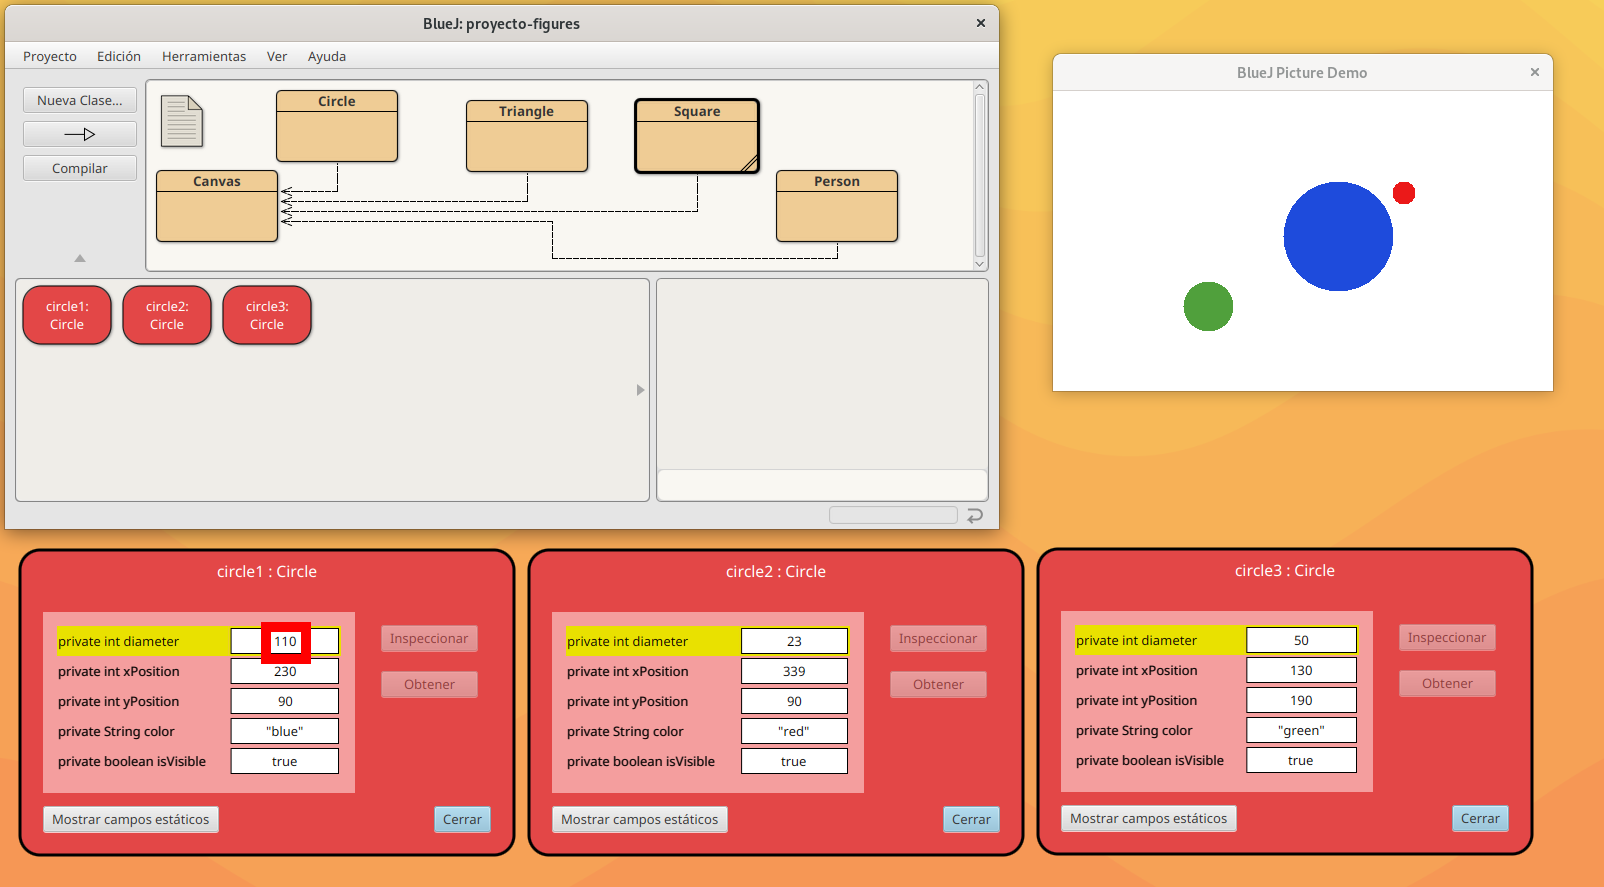 BlueJ: proyecto-figures
Proyecto Edición Herramientas Ver Ayuda
Nueva Clase...
Compilar
Circle
Triangle
Square
Canvas
Person
circle1:
Circle
circle2:
Circle
circle3:
Circle
BlueJ Picture Demo
circle1 : Circle
private int diameter 110
private int xPosition 230
private int yPosition 90
private String color "blue"
private boolean isVisible true
Inspeccionar
Obtener
Mostrar campos estáticos
Cerrar
circle2 : Circle
private int diameter 23
private int xPosition 339
private int yPosition 90
private String color "red"
private boolean isVisible true
Inspeccionar
Obtener
Mostrar campos estáticos
Cerrar
circle3 : Circle
private int diameter 50
private int xPosition 130
private int yPosition 190
private String color "green"
private boolean isVisible true
Inspeccionar
Obtener
Mostrar campos estáticos
Cerrar